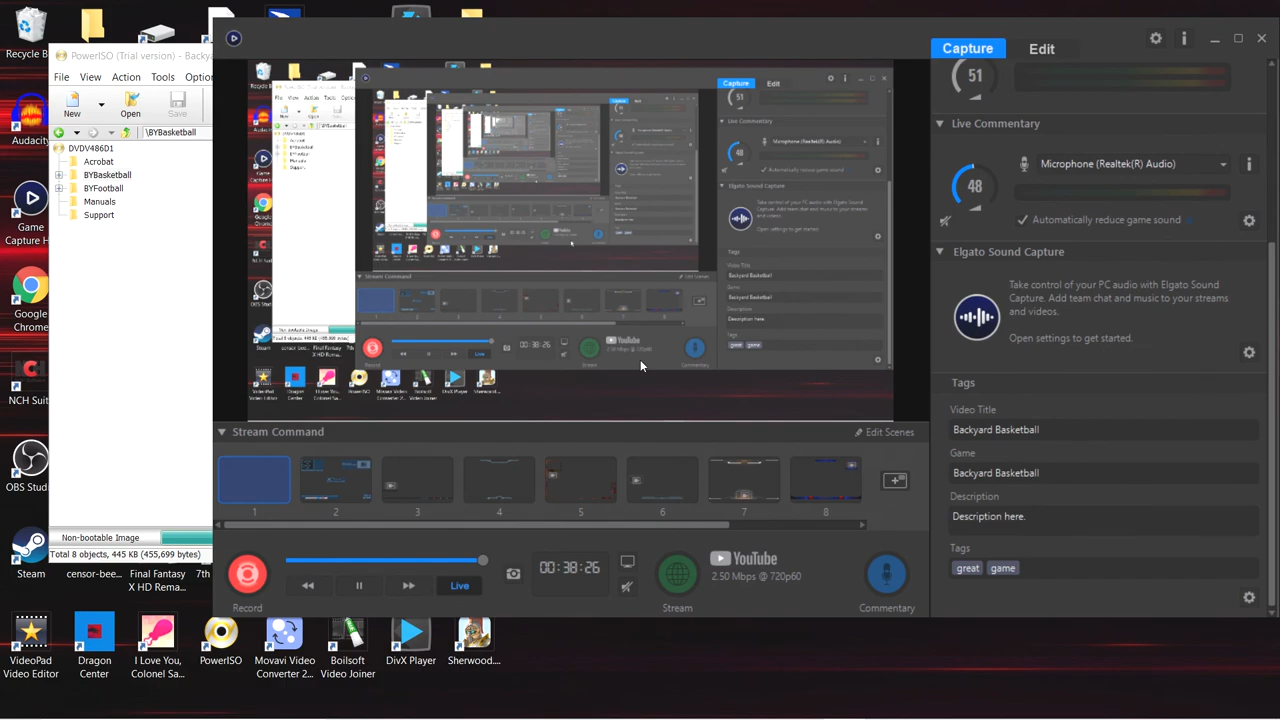 Recycle B
Audacity
Game
Capture H
Google
Chrome
NCH Suit
OBS Studi
Steam
censor-bee...
Final Fantasy
X HD Rema...
7th
VideoPad
Video Editor
Dragon
Center
I Love You,
Colonel Sa...
PowerISO
Movavi Video
Converter 2...
Boilsoft
Video Joiner
DivX Player
Sherwood....
PowerISO (Trial version) - Backya
File View Action Tools Optio
New
Open
Save
\BYBasketball
DVDV486D1
Acrobat
BYBasketball
BYFootball
Manuals
Support
Non-bootable Image
Total 8 objects, 445 KB (455,699 bytes)
Capture Edit
51
Live Commentary
48
Microphone (Realtek(R) Audio)
Automatically reduce game sound
Elgato Sound Capture
Take control of your PC audio with Elgato Sound
Capture. Add team chat and music to your streams
and videos.
Open settings to get started.
Tags
Video Title
Backyard Basketball
Game
Backyard Basketball
Description
Description here.
Tags
great game
Stream Command
Edit Scenes
1 2 3 4 5 6 7 8
Record
Live
00:38:26
Stream
YouTube
2.50 Mbps @ 720p60
Commentary